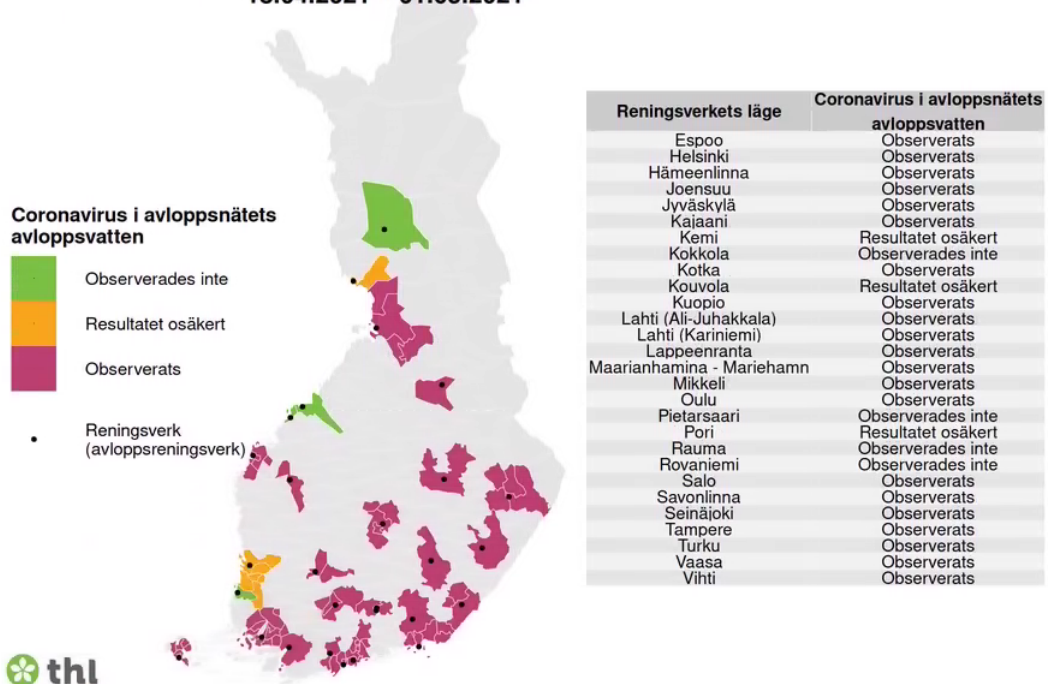 Coronavirus i avloppsnätets
avloppsvatten
Observerades inte
Resultatet osäkert
Observerats
Reningsverk
(avloppsreningsverk)
thl
Reningsverkets läge Coronavirus i avloppsnätets
avloppsvatten
Espoo Observerats
Helsinki Observerats
Hämeenlinna Observerats
Joensuu Observerats
Jyväskylä Observerats
Kajaani Observerats
Kemi Resultatet osäkert
Kokkola Observerades inte
Kotka Observerats
Kouvola Resultatet osäkert
Kuopio Observerats
Lahti (Ali-Juhakkala) Observerats
Lahti (Kariniemi) Observerats
Lappeenranta Observerats
Maarianhamina - Mariehamn Observerats
Mikkeli Observerats
Oulu Observerats
Pietarsaari Observerades inte
Pori Resultatet osäkert
Rauma Observerades inte
Rovaniemi Observerades inte
Salo Observerats
Savonlinna Observerats
Seinäjoki Observerats
Tampere Observerats
Turku Observerats
Vaasa Observerats
Vihti Observerats